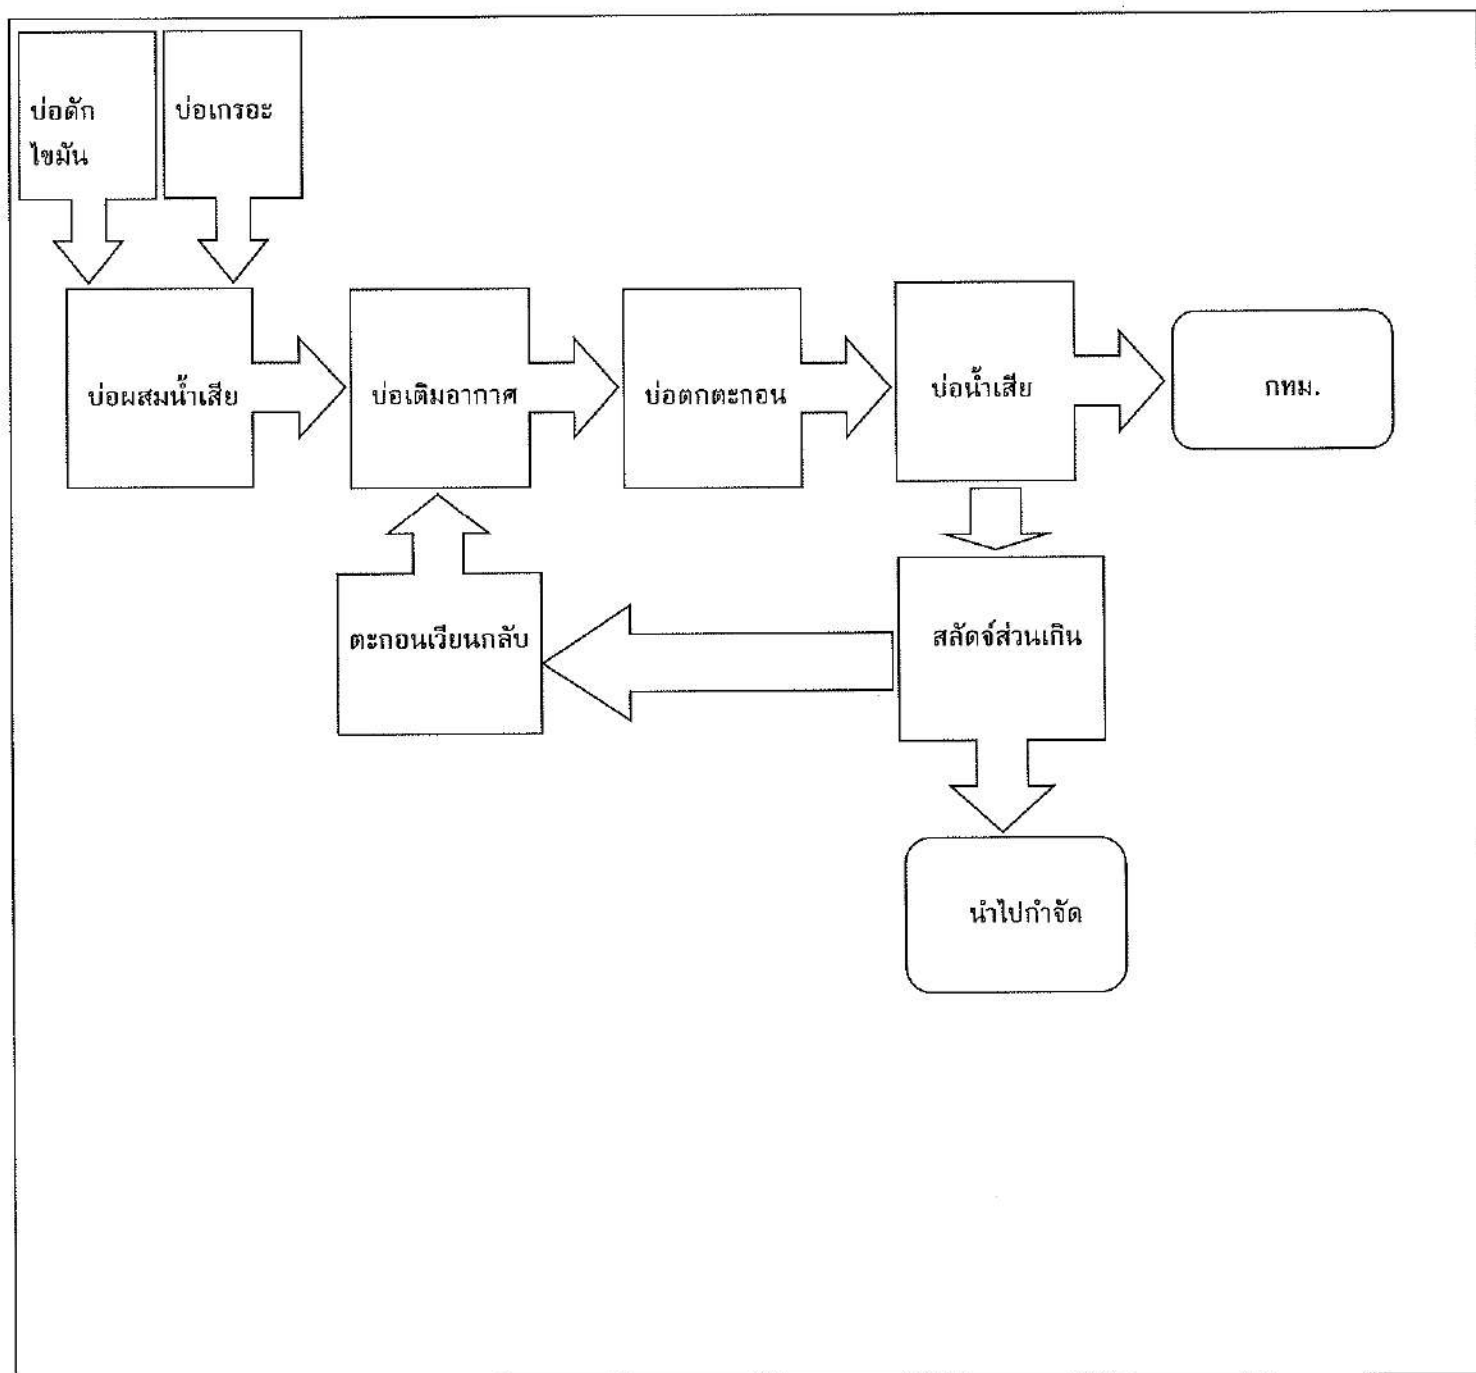 บ่อดัก
ไขมัน
บ่อเกรอะ
บ่อผสมน้ำเสีย
บ่อเติมอากาศ
บ่อตกตะกอน
บ่อน้ำเสีย
กทม.
ตะกอนเวียนกลับ
สลัดจ์ส่วนเกิน
นำไปกำจัด